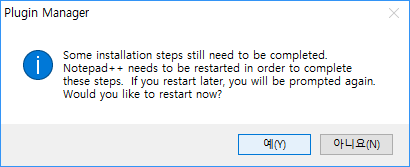 Plugin Manager
Some installation steps still need to be completed.
Notepad++ needs to be restarted in order to complete
these steps.  If you restart later, you will be prompted again.
Would you like to restart now?
예(Y)
아니요(N)